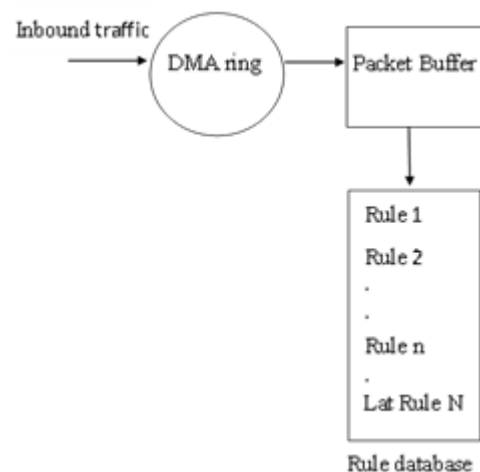 Inbound traffic
DMA ring
Packet Buffer
Rule 1
Rule 2
.
.
Rule n
.
Lat Rule N
Rule database